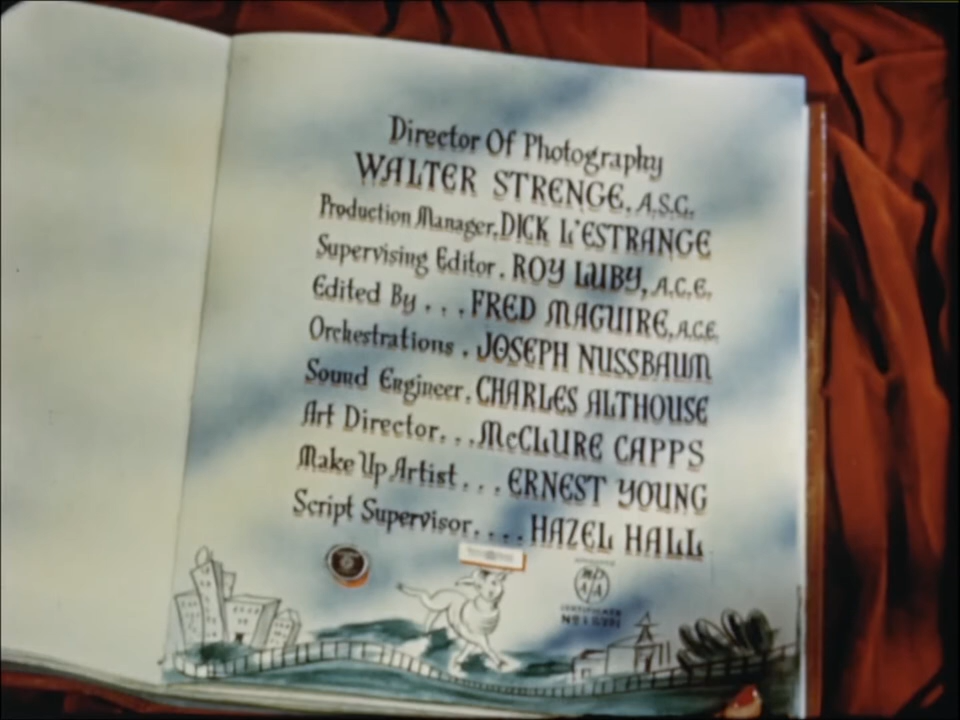 Director Of Photography
WALTER STRENGE, A.S.C.
Production Manager, DICK L'ESTRANGE
Supervising Editor . ROY LUBY, A.C.E.
Edited By . . . FRED MAGUIRE, A.C.E.
Orchestrations . JOSEPH NUSSBAUM
Sound Engineer. CHARLES ALTHOUSE
Art Director. . . McCLURE CAPPS
Make Up Artist . . . ERNEST YOUNG
Script Supervisor. . . . HAZEL HALL
CERTIFICATE